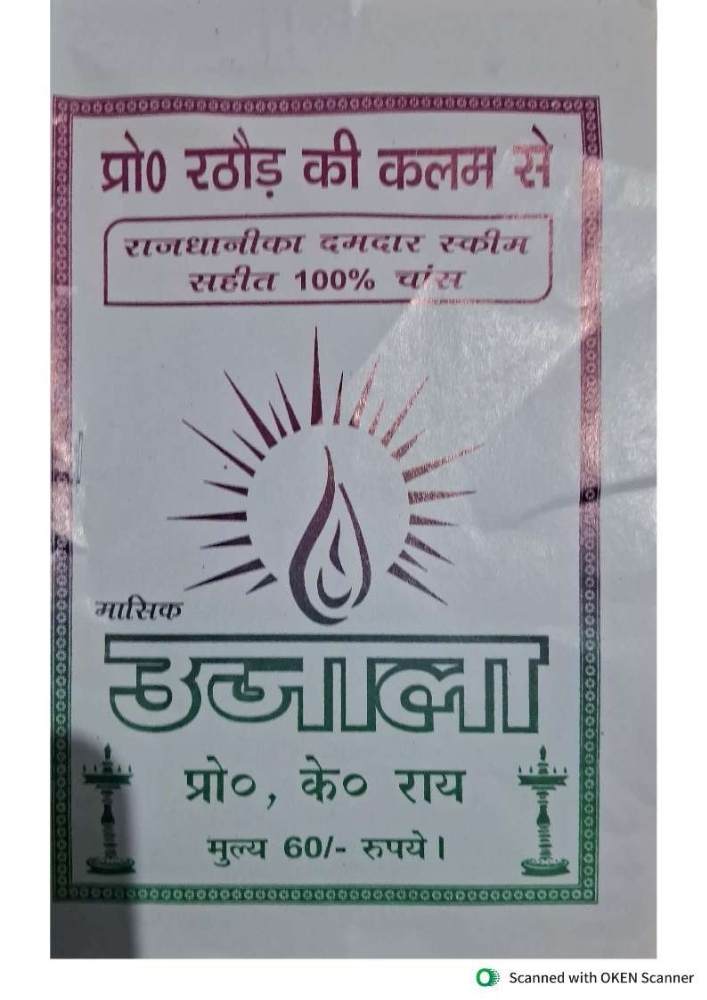 प्रो0 रठौड़ की कलम से
राजधानीका दमदार स्कीम
सहीत 100% चांस
मासिक
उजाला
प्रो०, के० राय
मुल्य 60/- रुपये।
Scanned with OKEN Scanner